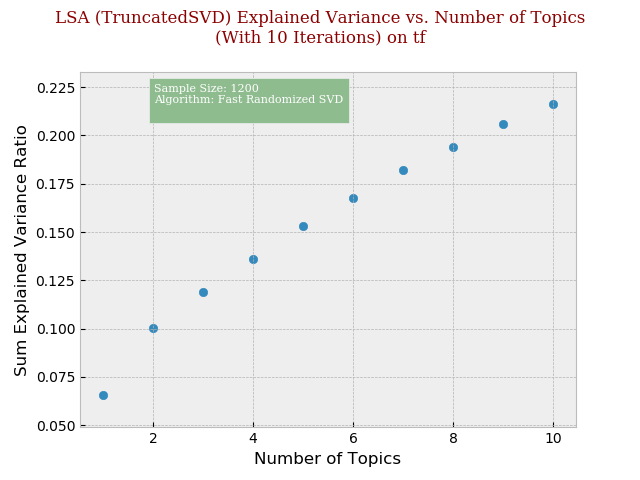 LSA (TruncatedSVD) Explained Variance vs. Number of Topics
(With 10 Iterations) on tf
Sample Size: 1200
Algorithm: Fast Randomized SVD
Sum Explained Variance Ratio
0.225
0.200
0.175
0.150
0.125
0.100
0.075
0.050
2 4 6 8 10
Number of Topics